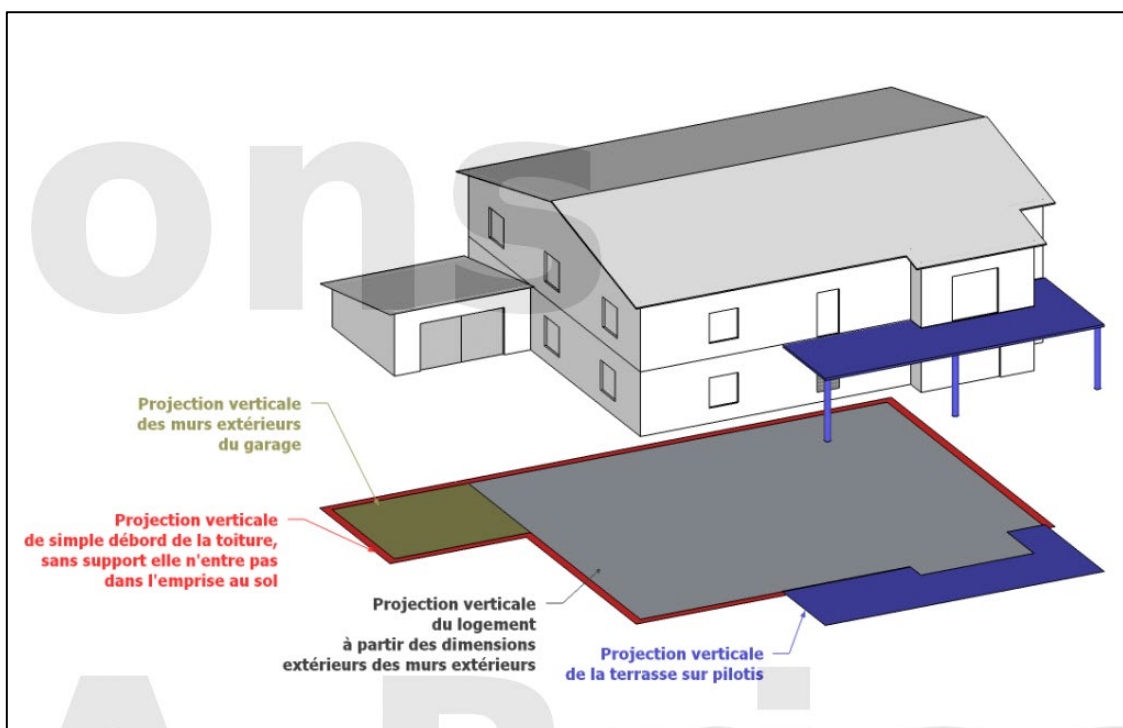 ons
Projection verticale
des murs extérieurs
du garage
Projection verticale
de simple débord de la toiture,
sans support elle n'entre pas
dans l'emprise au sol
Projection verticale
du logement
à partir des dimensions
extérieurs des murs extérieurs
Projection verticale
de la terrasse sur pilotis